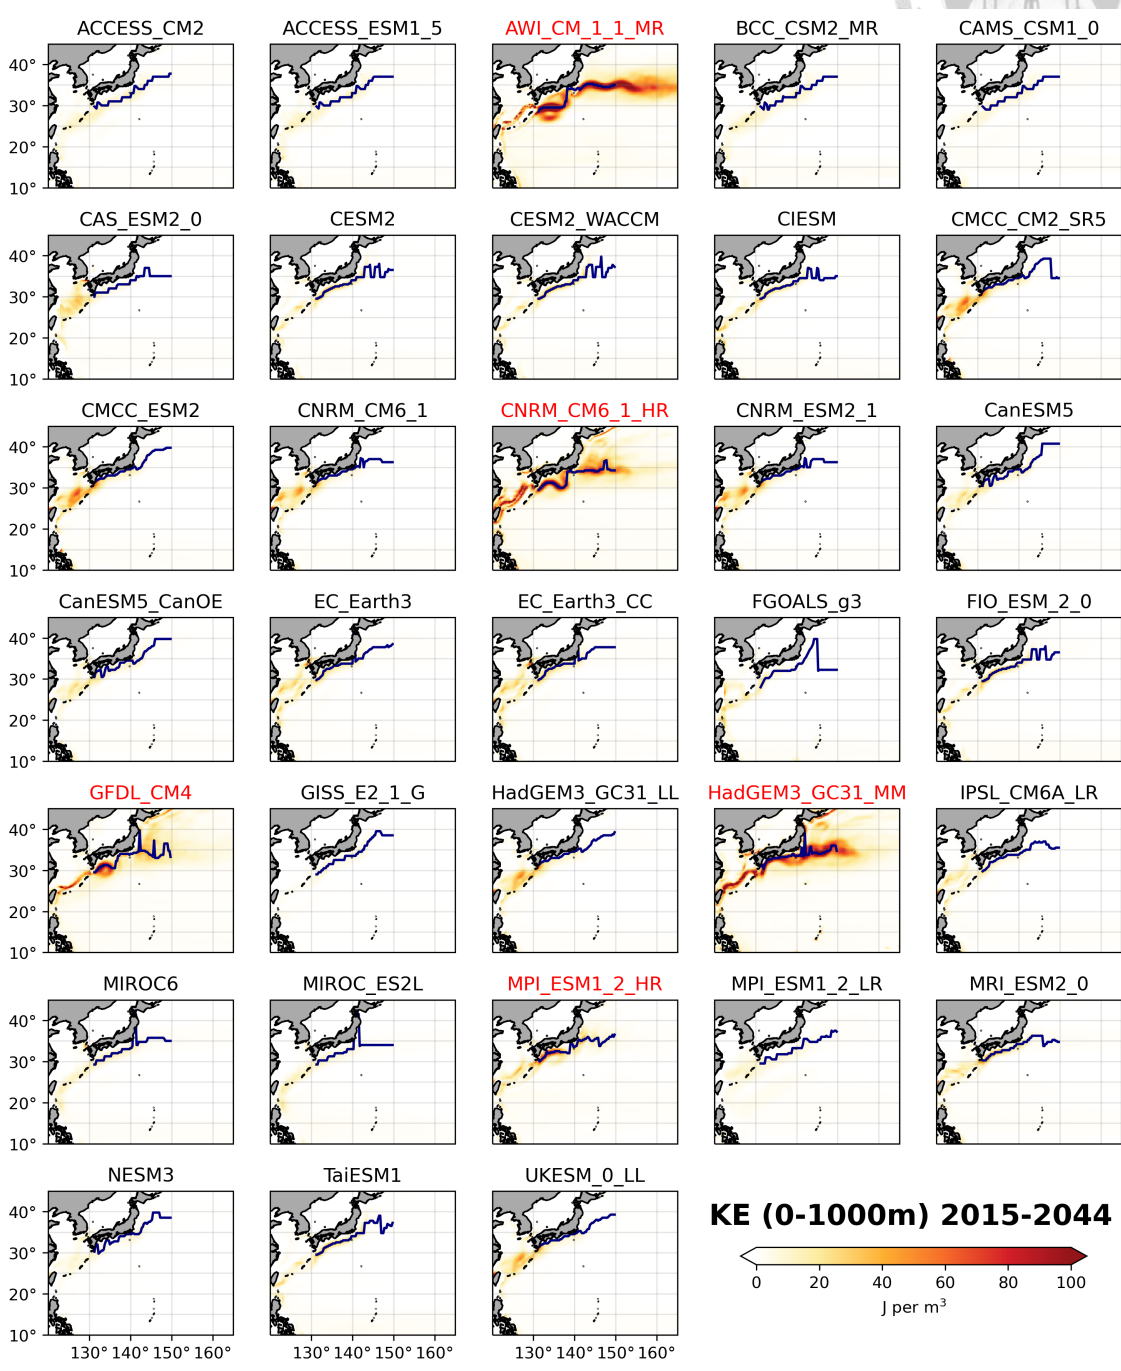 ACCESS_CM2 ACCESS_ESM1_5 AWI_CM_1_1_MR BCC_CSM2_MR CAMS_CSM1_0
40°
30°
20°
10°
CAS_ESM2_0 CESM2 CESM2_WACCM CIESM CMCC_CM2_SR5
40°
30°
20°
10°
CMCC_ESM2 CNRM_CM6_1 CNRM_CM6_1_HR CNRM_ESM2_1 CanESM5
40°
30°
20°
10°
CanESM5_CanOE EC_Earth3 EC_Earth3_CC FGOALS_g3 FIO_ESM_2_0
40°
30°
20°
10°
GFDL_CM4 GISS_E2_1_G HadGEM3_GC31_LL HadGEM3_GC31_MM IPSL_CM6A_LR
40°
30°
20°
10°
MIROC6 MIROC_ES2L MPI_ESM1_2_HR MPI_ESM1_2_LR MRI_ESM2_0
40°
30°
20°
10°
NESM3 TaiESM1 UKESM_0_LL
40°
30°
20°
10°
130° 140° 150° 160° 130° 140° 150° 160° 130° 140° 150° 160°
KE (0-1000m) 2015-2044
0 20 40 60 80 100
J per m³